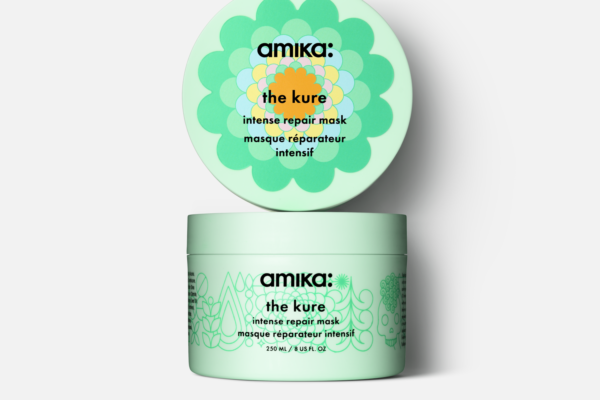 amika:
the kure
intense repair mask
masque réparateur
intensif
amika:
the kure
intense repair mask
masque réparateur intensif
250 ML / 8 US FL. OZ